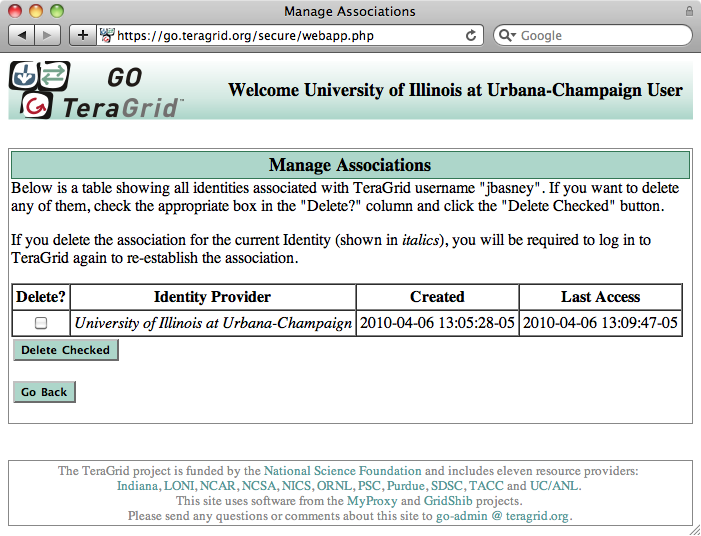 Manage Associations
https://go.teragrid.org/secure/webapp.php
Google
GO
TeraGrid™
Welcome University of Illinois at Urbana-Champaign User
Manage Associations
Below is a table showing all identities associated with TeraGrid username "jbasney". If you want to delete
any of them, check the appropriate box in the "Delete?" column and click the "Delete Checked" button.
If you delete the association for the current Identity (shown in italics), you will be required to log in to
TeraGrid again to re-establish the association.
Delete? Identity Provider Created Last Access
University of Illinois at Urbana-Champaign 2010-04-06 13:05:28-05 2010-04-06 13:09:47-05
Delete Checked
Go Back
The TeraGrid project is funded by the National Science Foundation and includes eleven resource providers:
Indiana, LONI, NCAR, NCSA, NICS, ORNL, PSC, Purdue, SDSC, TACC and UC/ANL.
This site uses software from the MyProxy and GridShib projects.
Please send any questions or comments about this site to go-admin @ teragrid.org.